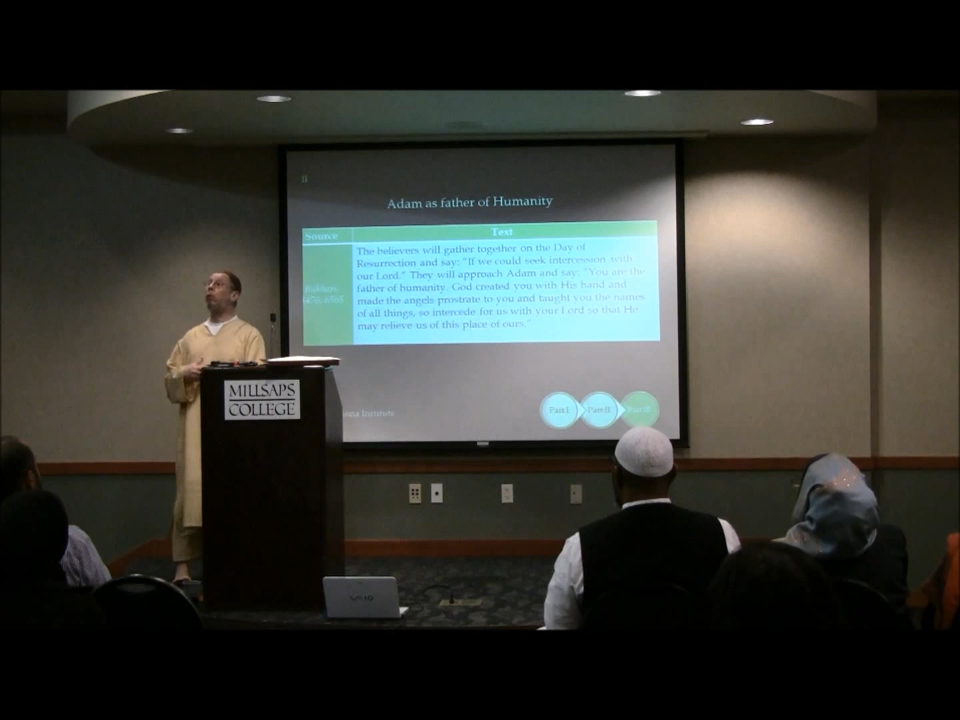 Adam as father of Humanity
Source
Text
The believers will gather together on the Day of
Resurrection and say: "If we could seek intercession with
our Lord." They will approach Adam and say: "You are the
father of humanity. God created you with His hand and
made the angels prostrate to you and taught you the names
of all things, so intercede for us with your Lord so that He
may relieve us of this place of ours."
Institute
Part I
Part II
Part III
MILLSAPS
COLLEGE
VAIO